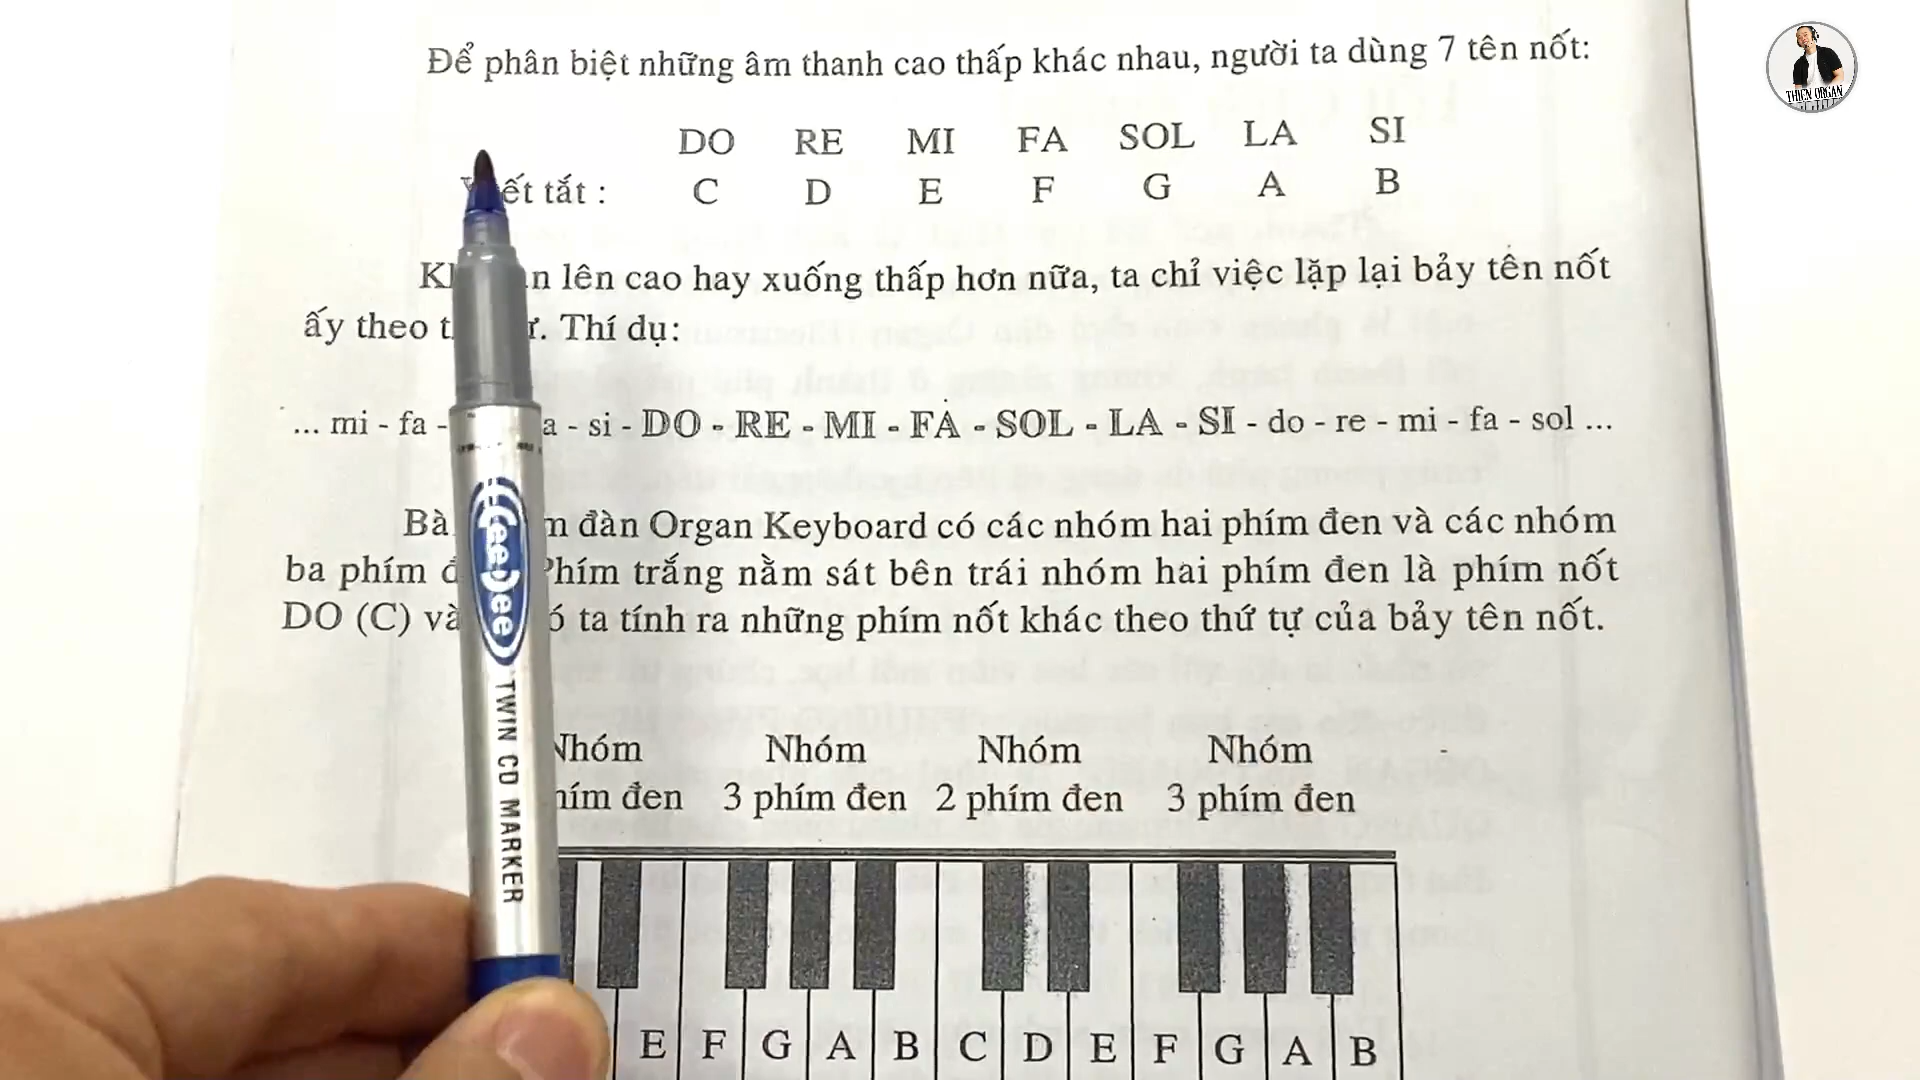 Để phân biệt những âm thanh cao thấp khác nhau, người ta dùng 7 tên nốt:
DO RE MI FA SOL LA SI
tắt : C D E F G A B
lên cao hay xuống thấp hơn nữa, ta chỉ việc lặp lại bảy tên nốt
ấy theo Thí dụ:
... mi - fa - - si - DO - RE - MI - FA - SOL - LA - SI - do - re - mi - fa - sol ...
đàn Organ Keyboard có các nhóm hai phím đen và các nhóm
ba phím Phím trắng nằm sát bên trái nhóm hai phím đen là phím nốt
DO (C) và ta tính ra những phím nốt khác theo thứ tự của bảy tên nốt.
Nhóm Nhóm Nhóm Nhóm
đen 3 phím đen 2 phím đen 3 phím đen
E F G A B C D E F G A B
CeeDee
TWIN CD MARKER
THIEN ORGAN